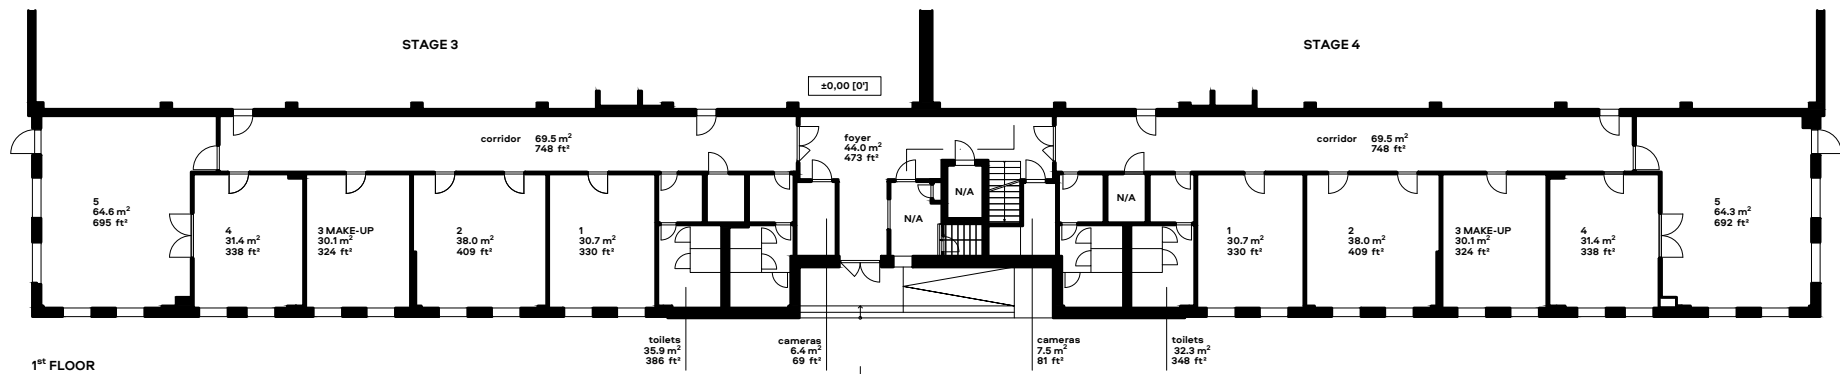 STAGE 3
STAGE 4
±0,00 [0']
corridor 69.5 m²
748 ft²
foyer
44.0 m²
473 ft²
corridor 69.5 m²
748 ft²
5
64.6 m²
695 ft²
4
31.4 m²
338 ft²
3 MAKE-UP
30.1 m²
324 ft²
2
38.0 m²
409 ft²
1
30.7 m²
330 ft²
N/A
N/A
N/A
1
30.7 m²
330 ft²
2
38.0 m²
409 ft²
3 MAKE-UP
30.1 m²
324 ft²
4
31.4 m²
338 ft²
5
64.3 m²
692 ft²
toilets
35.9 m²
386 ft²
cameras
6.4 m²
69 ft²
cameras
7.5 m²
81 ft²
toilets
32.3 m²
348 ft²
1st FLOOR